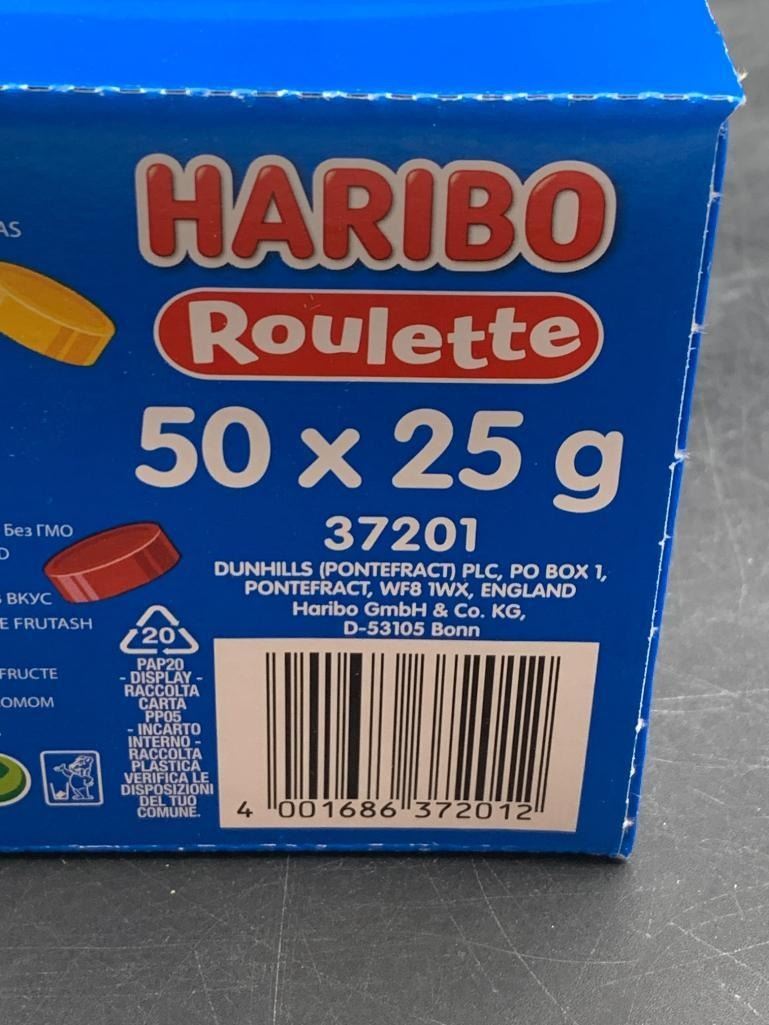 AS
HARIBO
Roulette
50 x 25 g
37201
DUNHILLS (PONTEFRACT) PLC, PO BOX 1,
PONTEFRACT, WF8 1WX, ENGLAND
Haribo GmbH & Co. KG,
D-53105 Bonn
Без ГМО
D
ВКУС
E FRUTASH
FRUCTE
ОМОМ
20
PAP20
- DISPLAY -
RACCOLTA
CARTA
PP05
- INCARTO
INTERNO -
RACCOLTA
PLASTICA
VERIFICA LE
DISPOSIZIONI
DEL TUO
COMUNE.
4 001686 372012